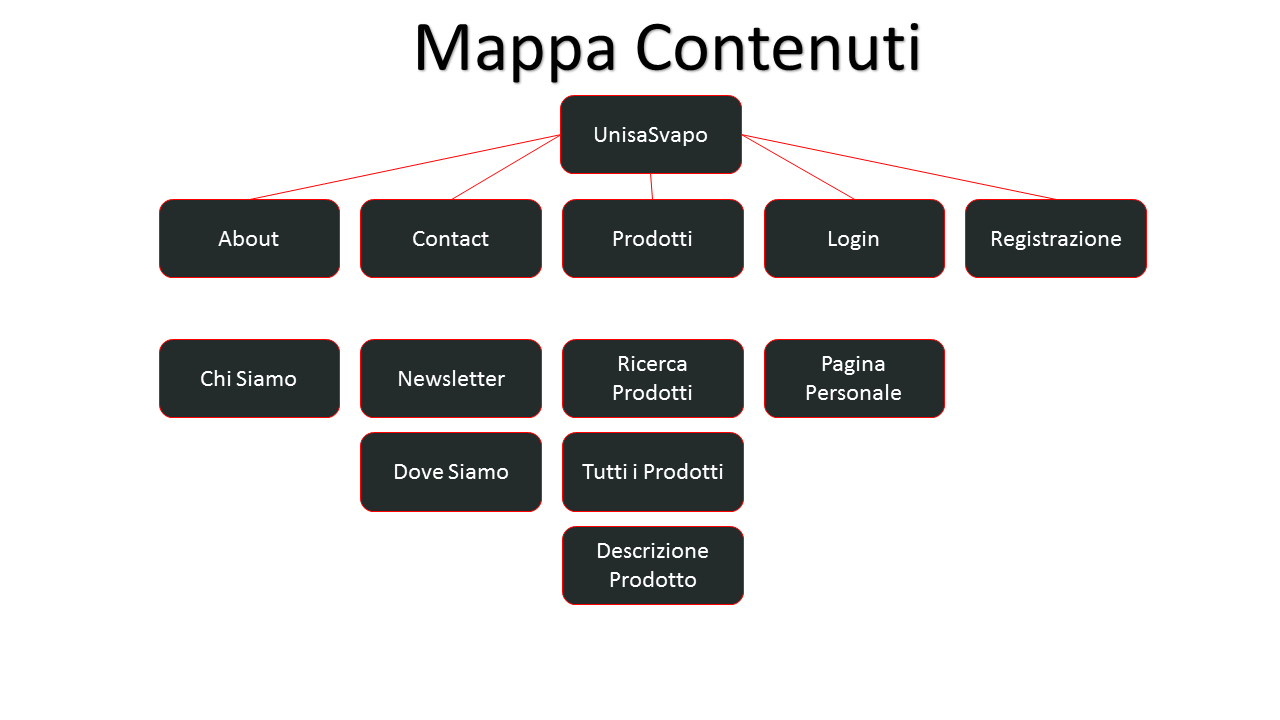 Mappa Contenuti
UnisaSvapo
About
Contact
Prodotti
Login
Registrazione
Chi Siamo
Newsletter
Ricerca
Prodotti
Pagina
Personale
Dove Siamo
Tutti i Prodotti
Descrizione
Prodotto